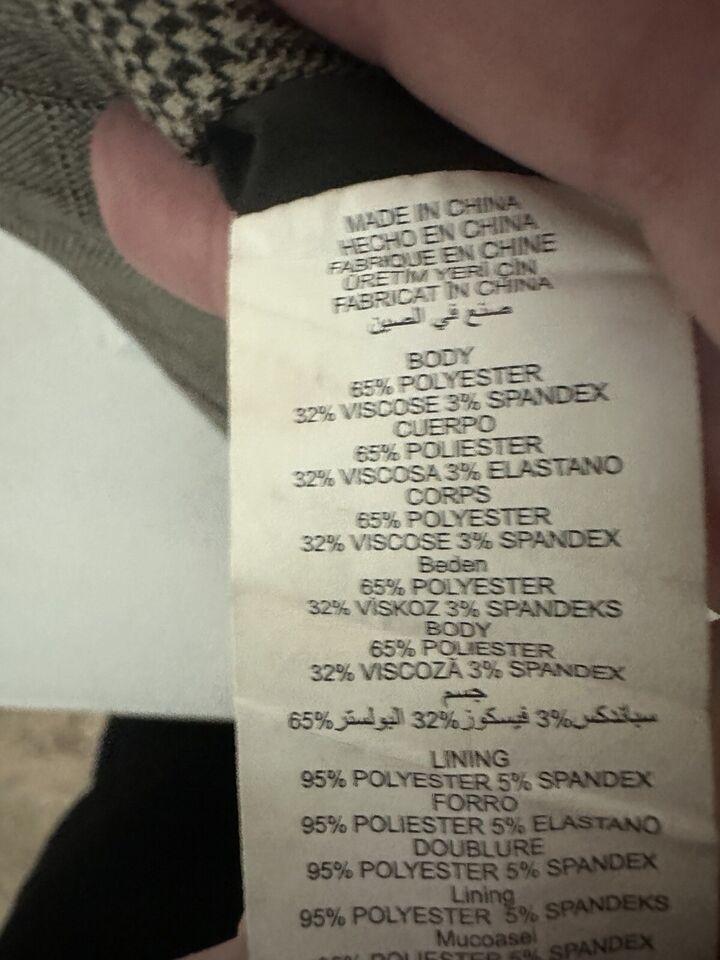 MADE IN CHINA
HECHO EN CHINA
FABRIQUE EN CHINE
ÜRETİM YERİ ÇİN
FABRICAT ÎN CHINA
صنع في الصين
BODY
65% POLYESTER
32% VISCOSE 3% SPANDEX
CUERPO
65% POLIESTER
32% VISCOSA 3% ELASTANO
CORPS
65% POLYESTER
32% VISCOSE 3% SPANDEX
Beden
65% POLYESTER
32% VİSKOZ 3% SPANDEKS
BODY
65% POLIESTER
32% VISCOZĂ 3% SPANDEX
جسم
65% البولستر 32% فيسكوز 3% سباندكس
LINING
95% POLYESTER 5% SPANDEX
FORRO
95% POLIESTER 5% ELASTANO
DOUBLURE
95% POLYESTER 5% SPANDEX
Lining
95% POLYESTER 5% SPANDEKS
Mucoasei
95% POLIESTER 5% SPANDEX